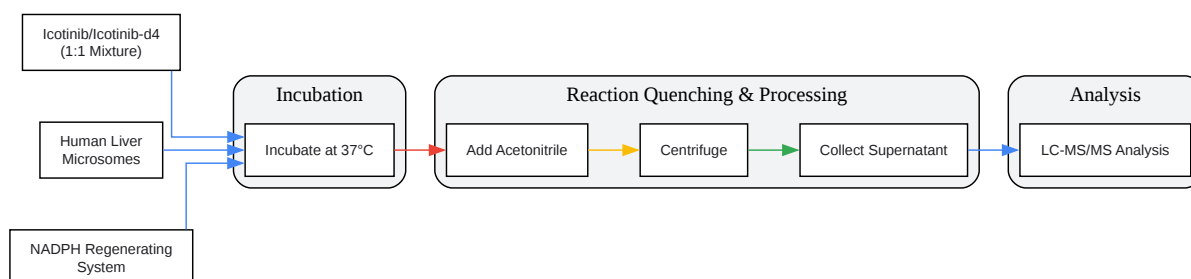 Icotinib/Icotinib-d4
(1:1 Mixture)
Human Liver
Microsomes
NADPH Regenerating
System
Incubation
Incubate at 37°C
Reaction Quenching & Processing
Add Acetonitrile
Centrifuge
Collect Supernatant
Analysis
LC-MS/MS Analysis